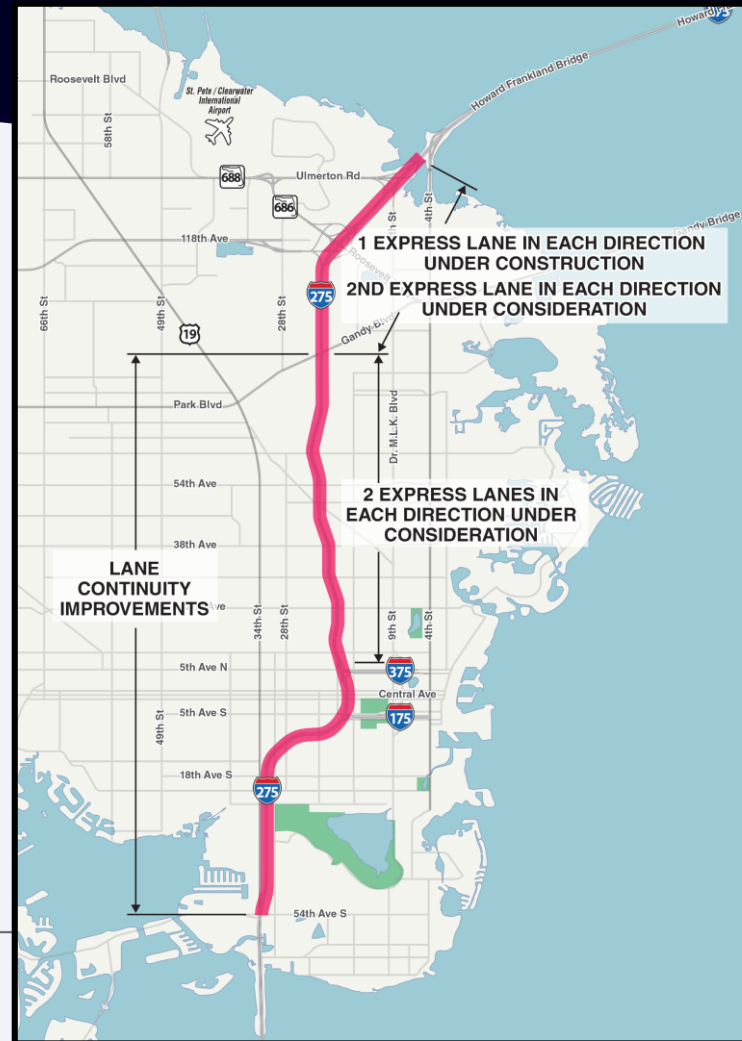 Howard
Howard Frankland Bridge
Roosevelt Blvd
St. Pete / Clearwater
International
Airport
58th St
688
Ulmerton Rd
686
4th St
Gandy Bridge
118th Ave
1 EXPRESS LANE IN EACH DIRECTION
UNDER CONSTRUCTION
Roosevelt
275
2ND EXPRESS LANE IN EACH DIRECTION
UNDER CONSIDERATION
66th St
49th St
28th St
19
Gandy Blvd
Park Blvd
Dr. M.L.K. Blvd
54th Ave
2 EXPRESS LANES IN
EACH DIRECTION UNDER
CONSIDERATION
38th Ave
LANE
CONTINUITY
IMPROVEMENTS
Ave
34th St
28th St
9th St
4th St
5th Ave N
375
Central Ave
5th Ave S
175
49th St
18th Ave S
275
54th Ave S